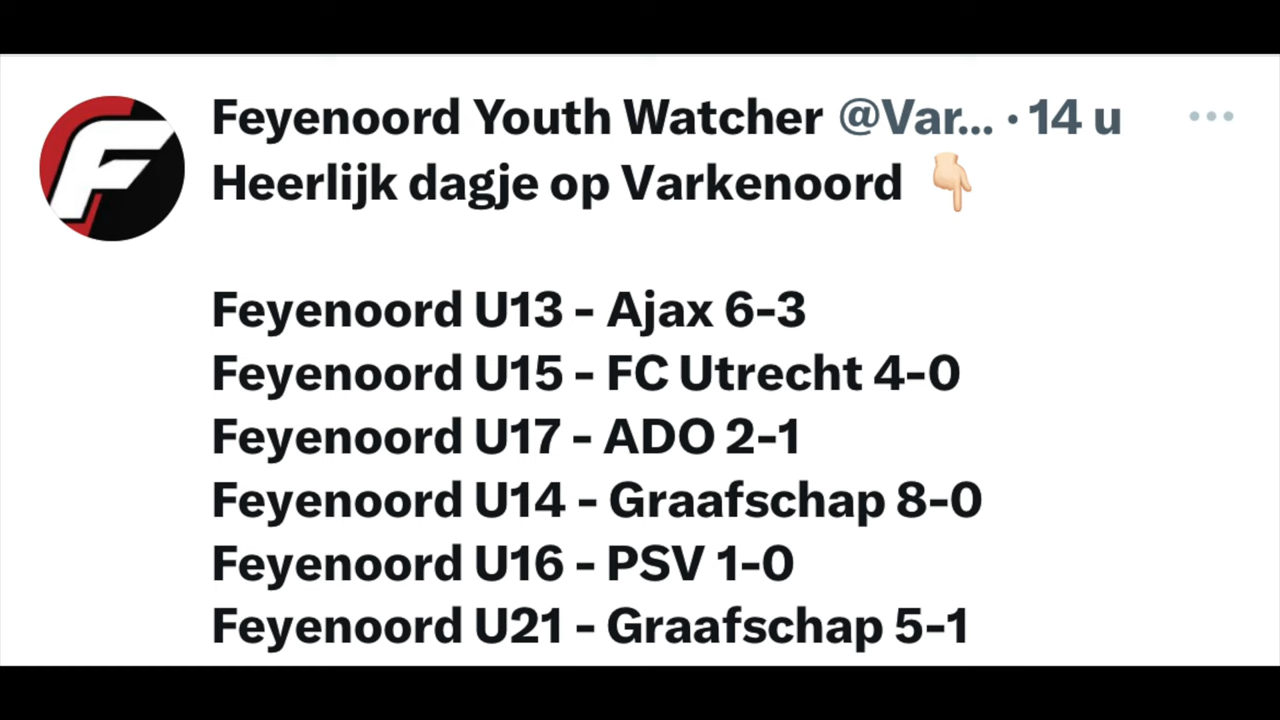 Feyenoord Youth Watcher @Var... · 14 u
Heerlijk dagje op Varkenoord 👇🏻
Feyenoord U13 - Ajax 6-3
Feyenoord U15 - FC Utrecht 4-0
Feyenoord U17 - ADO 2-1
Feyenoord U14 - Graafschap 8-0
Feyenoord U16 - PSV 1-0
Feyenoord U21 - Graafschap 5-1